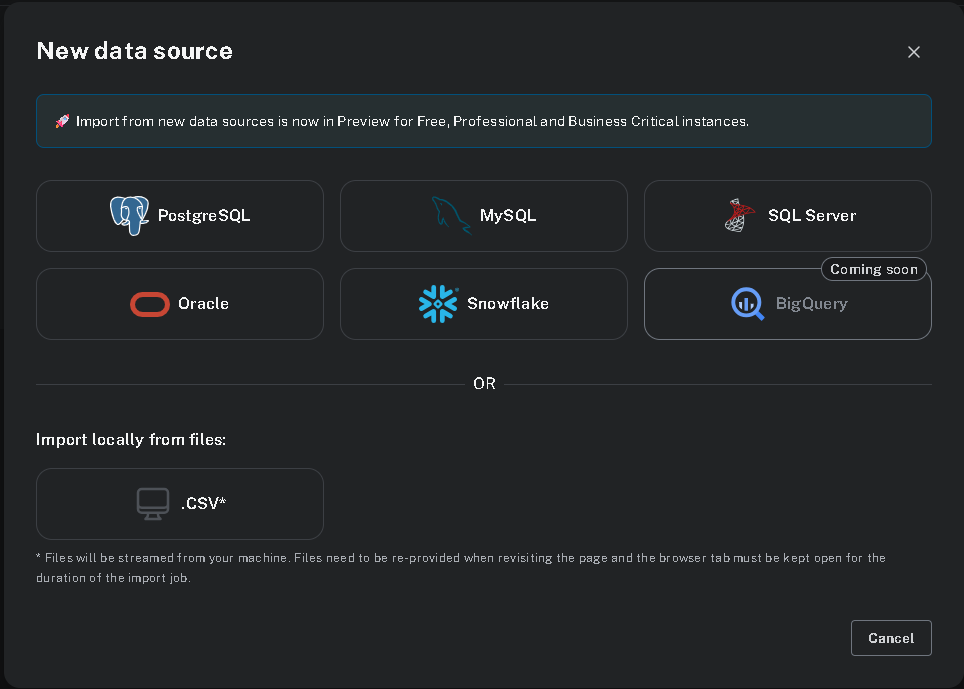 New data source
🚀 Import from new data sources is now in Preview for Free, Professional and Business Critical instances.
PostgreSQL
MySQL
SQL Server
Oracle
Snowflake
Coming soon
BigQuery
OR
Import locally from files:
.CSV*
* Files will be streamed from your machine. Files need to be re-provided when revisiting the page and the browser tab must be kept open for the
duration of the import job.
Cancel